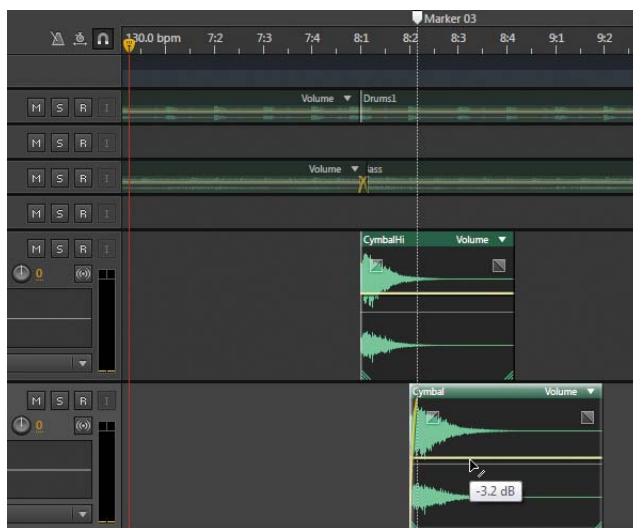 Marker 03
130.0 bpm 7:2 7:3 7:4 8:1 8:2 8:3 8:4 9:1 9:2
Volume Drums1
M S R I
M S R I
Volume ass
M S R I
M S R I
CymbalHi Volume
M S R I
0
Cymbal Volume
M S R I
0
-3.2 dB